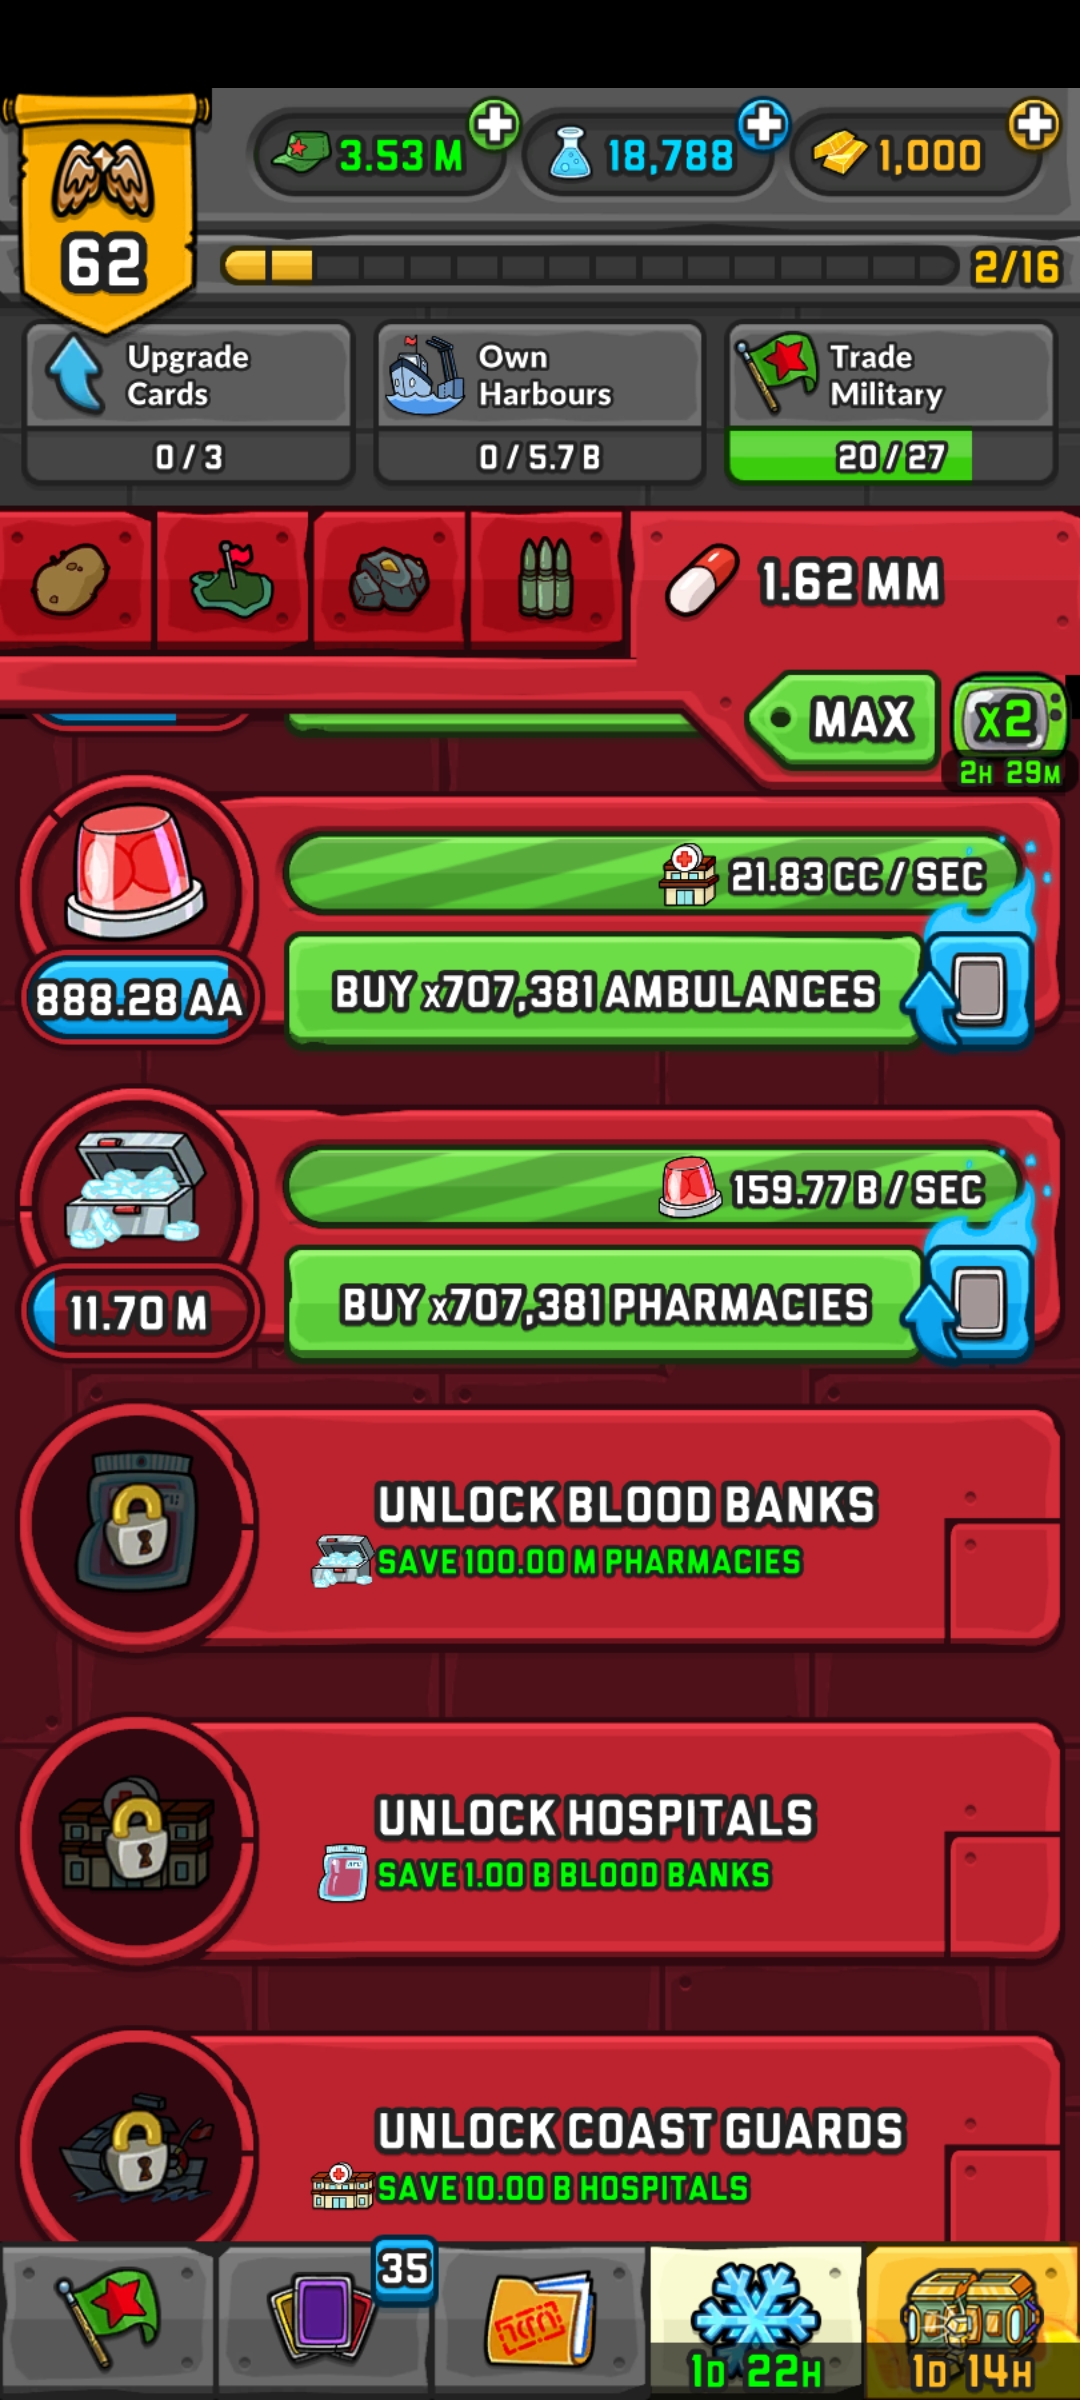 3.53 M
18,788
1,000
62
2/16
Upgrade
Cards
0 / 3
Own
Harbours
0 / 5.7 B
Trade
Military
20 / 27
1.62 MM
MAX
x2
2H 29M
21.83 CC / SEC
888.28 AA
BUY x707,381 AMBULANCES
159.77 B / SEC
11.70 M
BUY x707,381 PHARMACIES
UNLOCK BLOOD BANKS
SAVE 100.00 M PHARMACIES
UNLOCK HOSPITALS
SAVE 1.00 B BLOOD BANKS
UNLOCK COAST GUARDS
SAVE 10.00 B HOSPITALS
35
1D 22H
1D 14H